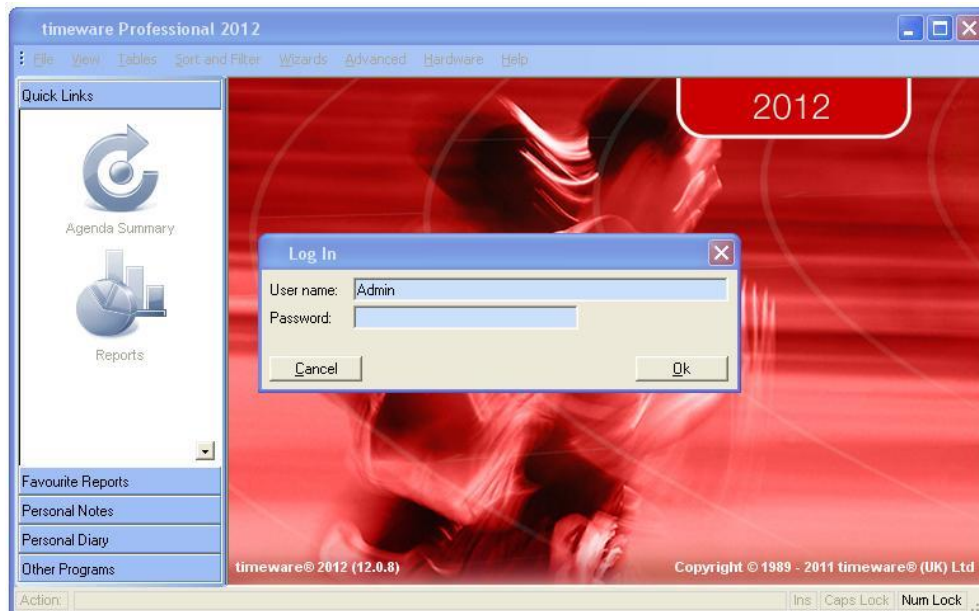 timeware Professional 2012
File View Tables Sort and Filter Wizards Advanced Hardware Help
Quick Links
2012
Agenda Summary
Log In
User name: Admin
Password:
Reports
Cancel Ok
Favourite Reports
Personal Notes
Personal Diary
Other Programs
timeware® 2012 (12.0.8) Copyright © 1989 - 2011 timeware® (UK) Ltd
Action: Ins Caps Lock Num Lock